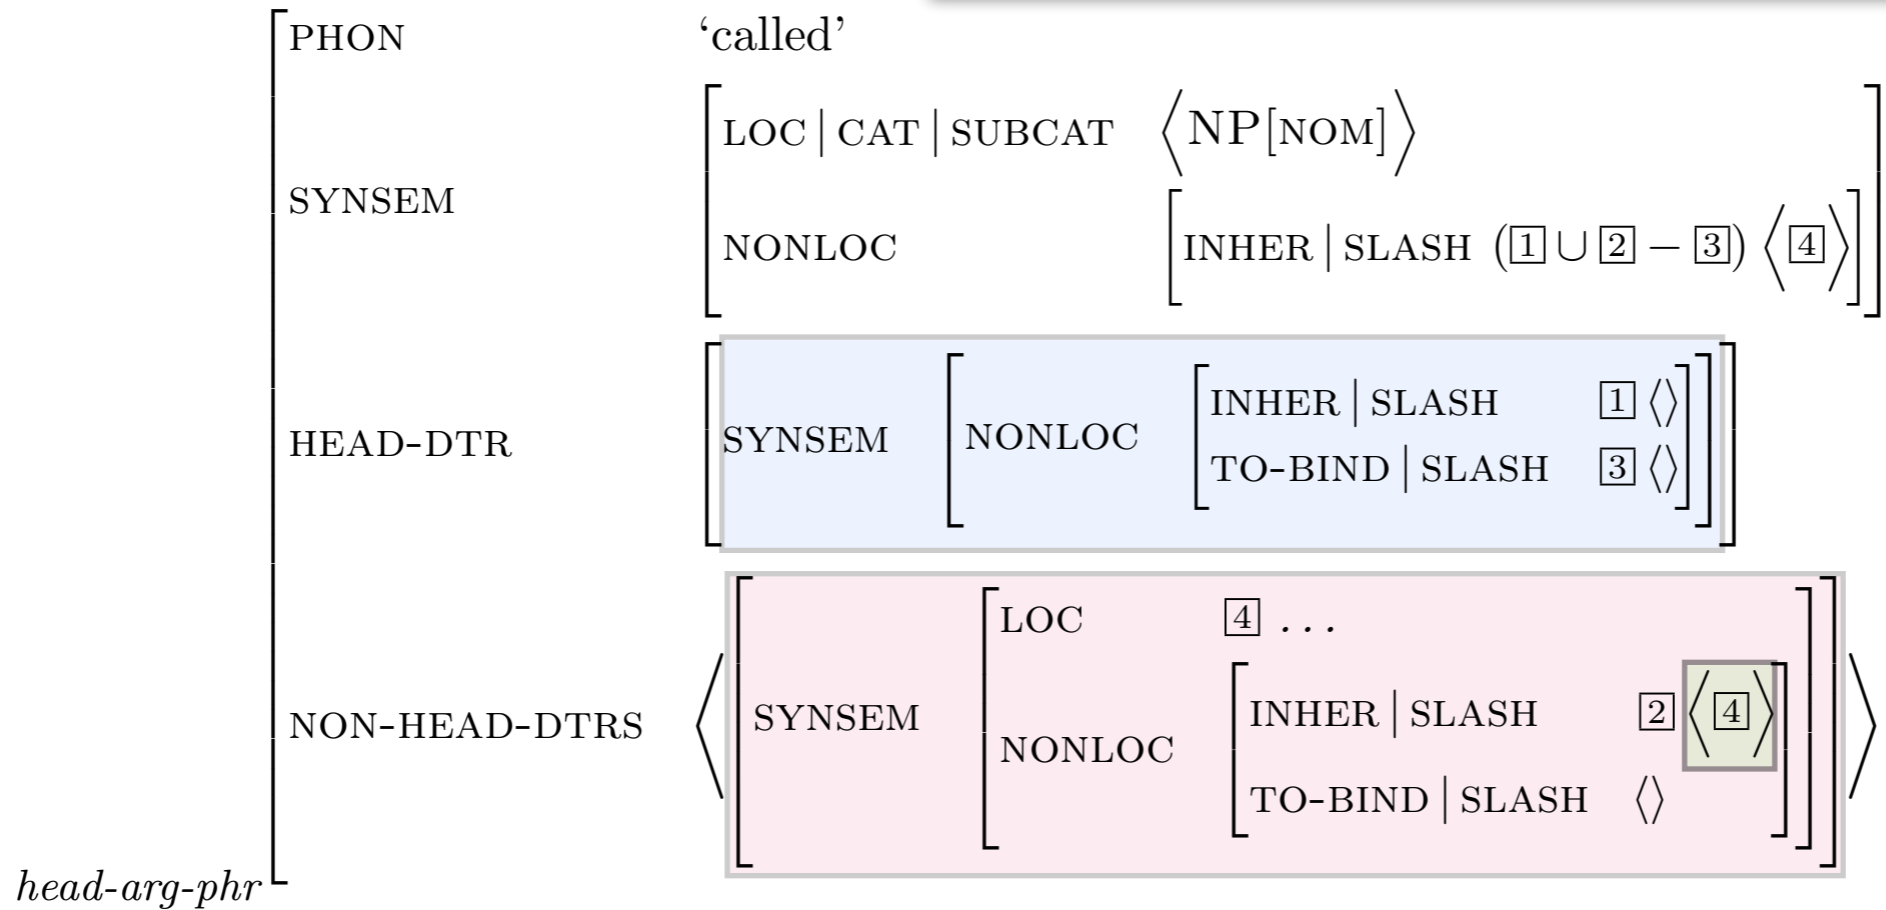 PHON ‘called’
LOC | CAT | SUBCAT ⟨NP[NOM]⟩
SYNSEM
NONLOC [INHER | SLASH (1 ∪ 2 − 3) ⟨4⟩]
INHER | SLASH 1 ⟨⟩
HEAD-DTR [SYNSEM [NONLOC
TO-BIND | SLASH 3 ⟨⟩
LOC 4 ...
INHER | SLASH 2 ⟨4⟩
NON-HEAD-DTRS ⟨[SYNSEM
NONLOC
TO-BIND | SLASH ⟨⟩
head-arg-phr